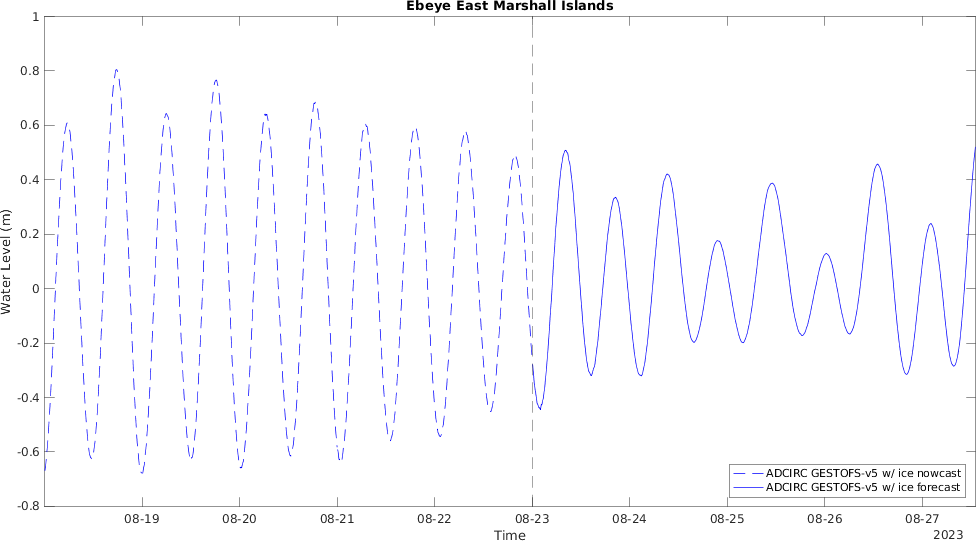 Ebeye East Marshall Islands
Water Level (m)
1
0.8
0.6
0.4
0.2
0
-0.2
-0.4
-0.6
-0.8
ADCIRC GESTOFS-v5 w/ ice nowcast
ADCIRC GESTOFS-v5 w/ ice forecast
08-19 08-20 08-21 08-22 08-23 08-24 08-25 08-26 08-27
Time
2023